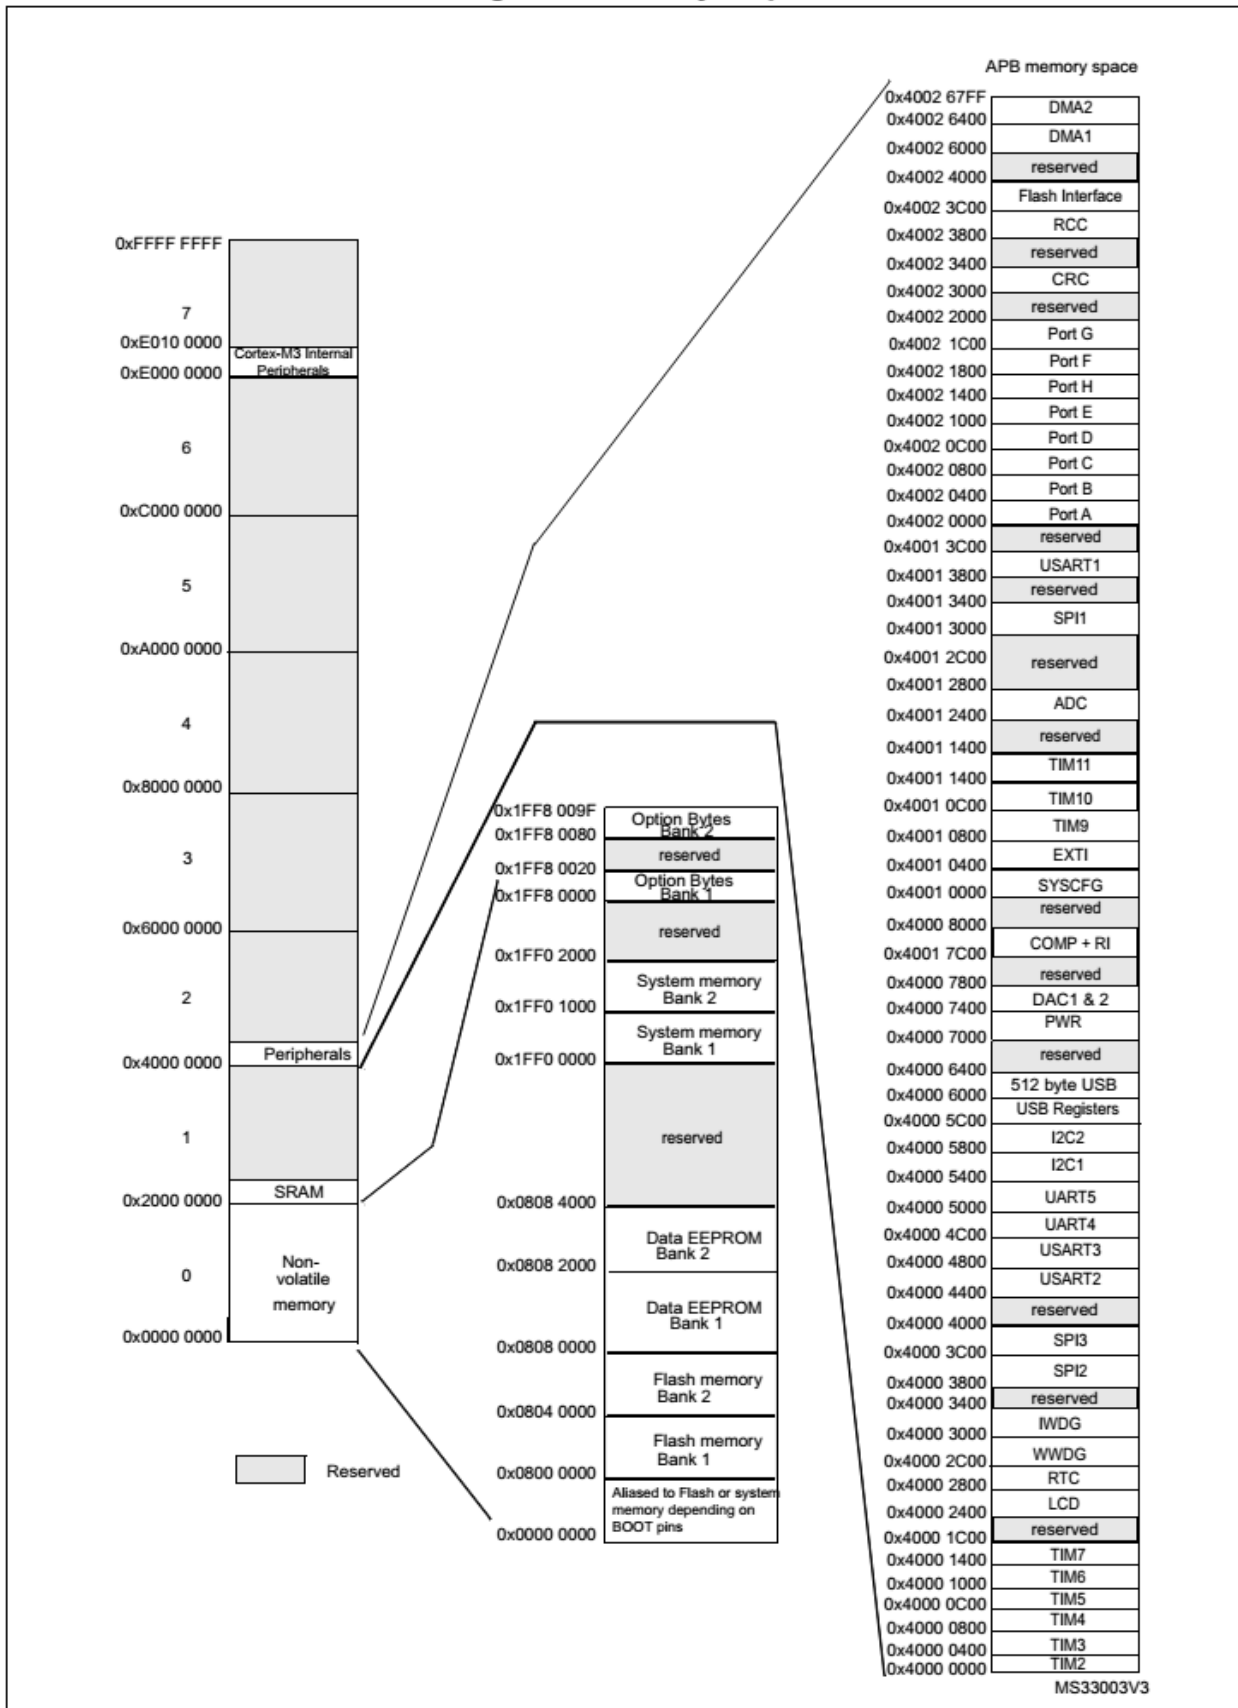 APB memory space
0x4002 67FF
DMA2
0x4002 6400
DMA1
0x4002 6000
reserved
0x4002 4000
Flash Interface
0x4002 3C00
RCC
0x4002 3800
reserved
0x4002 3400
CRC
0x4002 3000
reserved
0x4002 2000
Port G
0x4002 1C00
Port F
0x4002 1800
Port H
0x4002 1400
Port E
0x4002 1000
Port D
0x4002 0C00
Port C
0x4002 0800
Port B
0x4002 0400
Port A
0x4002 0000
reserved
0x4001 3C00
USART1
0x4001 3800
reserved
0x4001 3400
SPI1
0x4001 3000
0x4001 2C00
reserved
0x4001 2800
ADC
0x4001 2400
reserved
0x4001 1400
TIM11
0x4001 1400
TIM10
0x4001 0C00
TIM9
0x4001 0800
EXTI
0x4001 0400
SYSCFG
0x4001 0000
reserved
0x4000 8000
COMP + RI
0x4001 7C00
reserved
0x4000 7800
DAC1 & 2
0x4000 7400
PWR
0x4000 7000
reserved
0x4000 6400
512 byte USB
0x4000 6000
USB Registers
0x4000 5C00
I2C2
0x4000 5800
I2C1
0x4000 5400
UART5
0x4000 5000
UART4
0x4000 4C00
USART3
0x4000 4800
USART2
0x4000 4400
reserved
0x4000 4000
SPI3
0x4000 3C00
SPI2
0x4000 3800
reserved
0x4000 3400
IWDG
0x4000 3000
WWDG
0x4000 2C00
RTC
0x4000 2800
LCD
0x4000 2400
reserved
0x4000 1C00
TIM7
0x4000 1400
TIM6
0x4000 1000
TIM5
0x4000 0C00
TIM4
0x4000 0800
TIM3
0x4000 0400
TIM2
0x4000 0000
0xFFFF FFFF
7
0xE010 0000
Cortex-M3 Internal
Peripherals
0xE000 0000
6
0xC000 0000
5
0xA000 0000
4
0x8000 0000
3
0x6000 0000
2
Peripherals
0x4000 0000
1
SRAM
0x2000 0000
Non-
volatile
memory
0
0x0000 0000
Reserved
0x1FF8 009F
Option Bytes
Bank 2
0x1FF8 0080
reserved
0x1FF8 0020
Option Bytes
Bank 1
0x1FF8 0000
reserved
0x1FF0 2000
System memory
Bank 2
0x1FF0 1000
System memory
Bank 1
0x1FF0 0000
reserved
0x0808 4000
Data EEPROM
Bank 2
0x0808 2000
Data EEPROM
Bank 1
0x0808 0000
Flash memory
Bank 2
0x0804 0000
Flash memory
Bank 1
0x0800 0000
Aliased to Flash or system
memory depending on
BOOT pins
0x0000 0000
MS33003V3